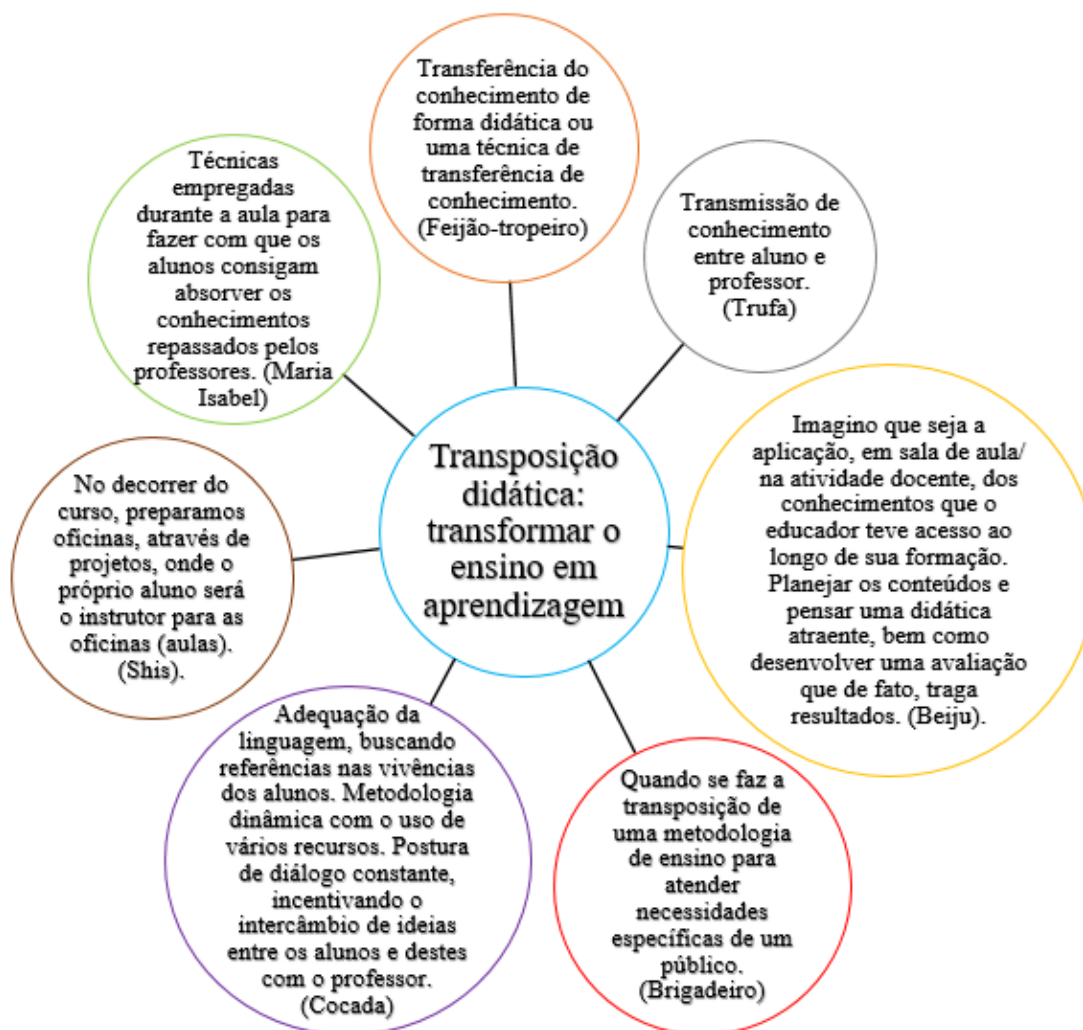 Transferência do
conhecimento de
forma didática ou
uma técnica de
transferência de
conhecimento.
(Feijão-tropeiro)
Técnicas
empregadas
durante a aula para
fazer com que os
alunos consigam
absorver os
conhecimentos
repassados pelos
professores. (Maria
Isabel)
Transmissão de
conhecimento
entre aluno e
professor.
(Trufa)
Transposição
didática:
transformar o
ensino em
aprendizagem
Imagino que seja a
aplicação, em sala de aula/
na atividade docente, dos
conhecimentos que o
educador teve acesso ao
longo de sua formação.
Planejar os conteúdos e
pensar uma didática
atraente, bem como
desenvolver uma avaliação
que de fato, traga
resultados. (Beiju).
No decorrer do
curso, preparamos
oficinas, através de
projetos, onde o
próprio aluno será
o instrutor para as
oficinas (aulas).
(Shis).
Adequação da
linguagem, buscando
referências nas vivências
dos alunos. Metodologia
dinâmica com o uso de
vários recursos. Postura
de diálogo constante,
incentivando o
intercâmbio de ideias
entre os alunos e destes
com o professor.
(Cocada)
Quando se faz a
transposição de
uma metodologia
de ensino para
atender
necessidades
específicas de um
público.
(Brigadeiro)